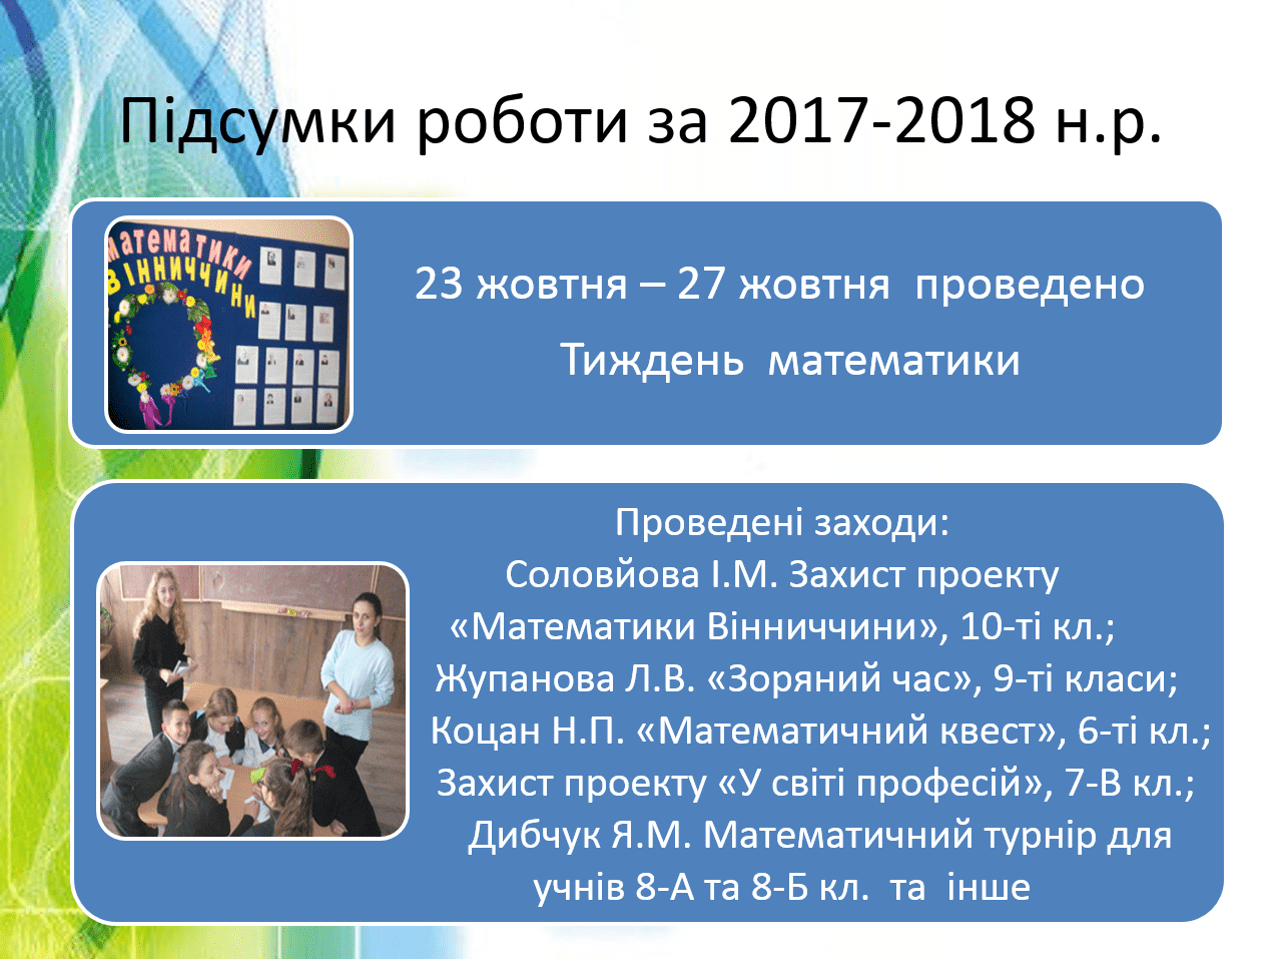 Підсумки роботи за 2017-2018 н.р.
математики
Вінниччини
23 жовтня – 27 жовтня проведено
Тиждень математики
Проведені заходи:
Соловйова І.М. Захист проекту
«Математики Вінниччини», 10-ті кл.;
Жупанова Л.В. «Зоряний час», 9-ті класи;
Коцан Н.П. «Математичний квест», 6-ті кл.;
Захист проекту «У світі професій», 7-В кл.;
Дибчук Я.М. Математичний турнір для
учнів 8-А та 8-Б кл. та інше